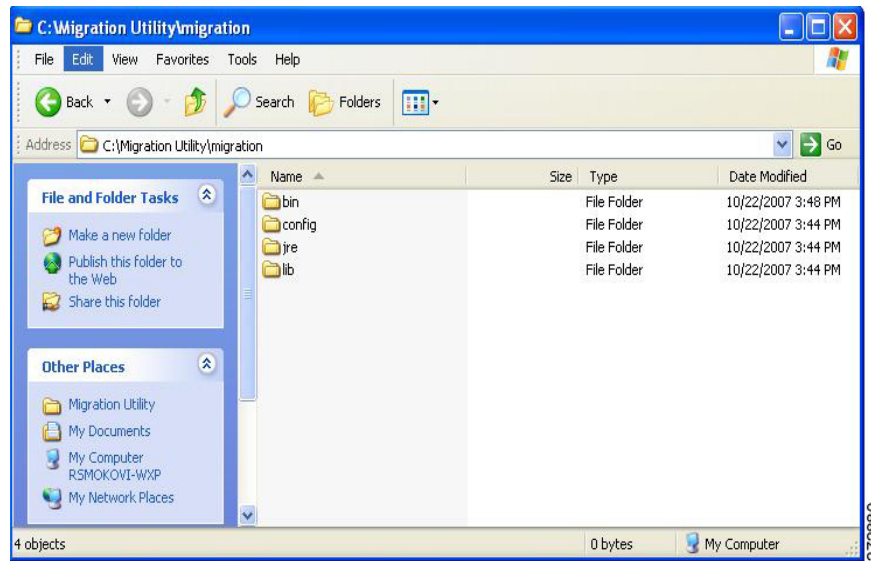 C:\Migration Utility\migration
File Edit View Favorites Tools Help
Back Search Folders
Address C:\Migration Utility\migration Go
File and Folder Tasks
Make a new folder
Publish this folder to
the Web
Share this folder
Other Places
Migration Utility
My Documents
My Computer
RSMOKOVI-WXP
My Network Places
Name Size Type Date Modified
bin File Folder 10/22/2007 3:48 PM
config File Folder 10/22/2007 3:44 PM
jre File Folder 10/22/2007 3:44 PM
lib File Folder 10/22/2007 3:44 PM
4 objects 0 bytes My Computer